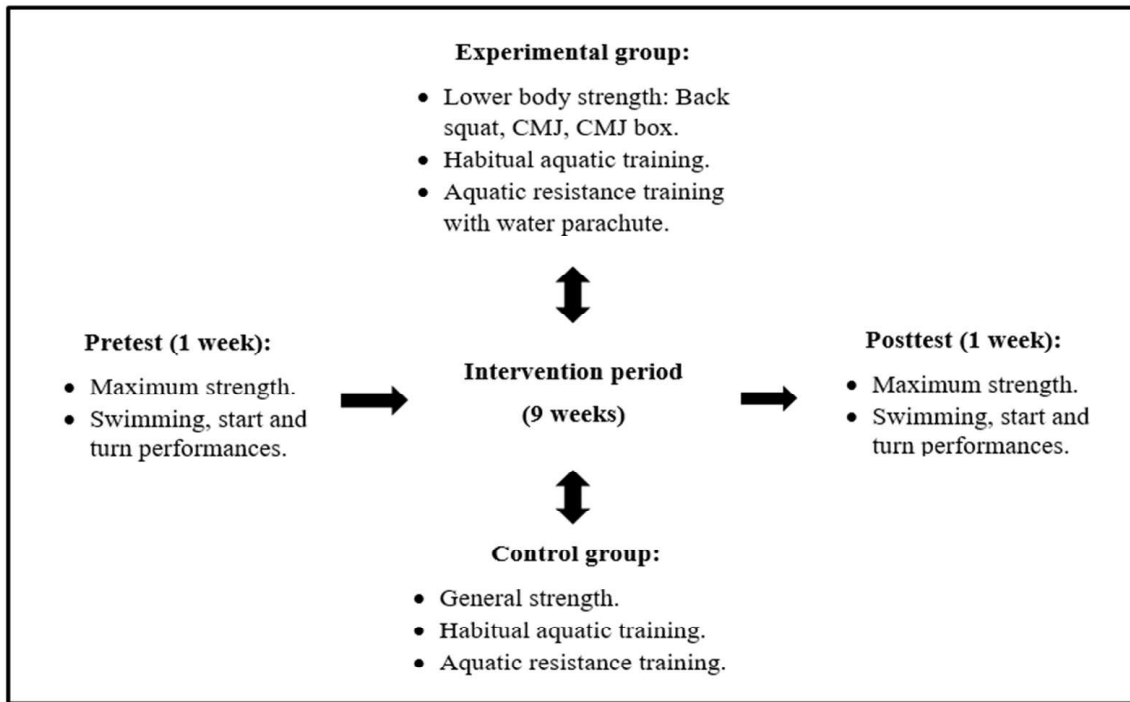 Experimental group:
• Lower body strength: Back
squat, CMJ, CMJ box.
• Habitual aquatic training.
• Aquatic resistance training
with water parachute.
Pretest (1 week):
• Maximum strength.
• Swimming, start and
turn performances.
Intervention period
(9 weeks)
Posttest (1 week):
• Maximum strength.
• Swimming, start and
turn performances.
Control group:
• General strength.
• Habitual aquatic training.
• Aquatic resistance training.